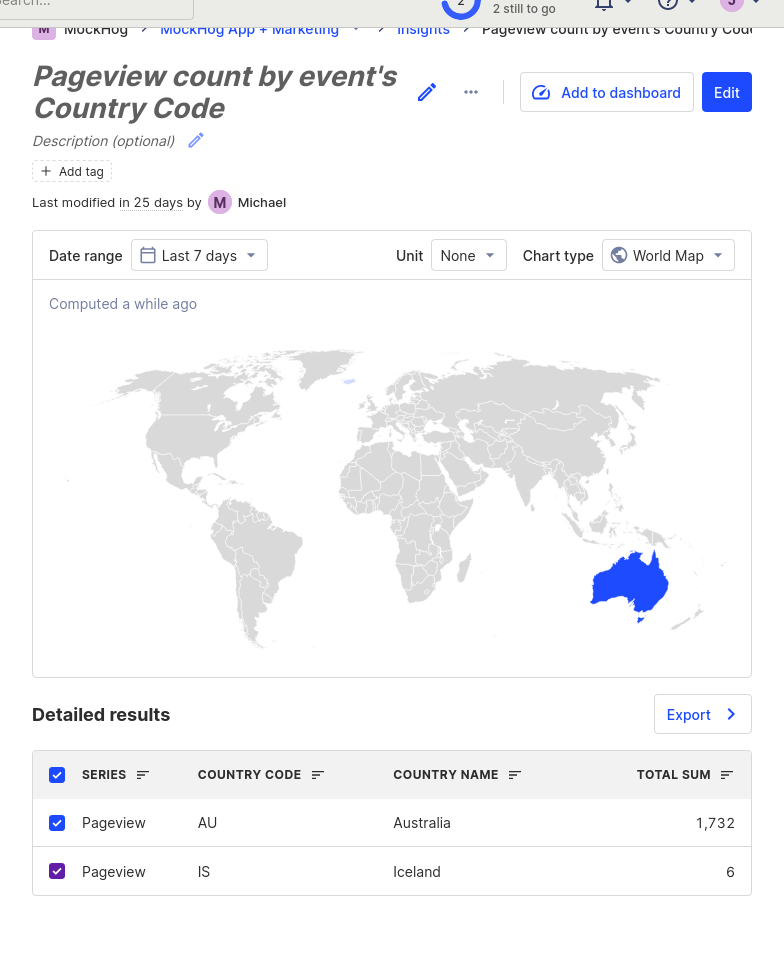 Search...
2
2 still to go
J
M MockHog MockHog App + Marketing Insights Pageview count by event's Country
Pageview count by event's
Country Code
Add to dashboard
Edit
Description (optional)
+ Add tag
Last modified in 25 days by M Michael
Date range Last 7 days Unit None Chart type World Map
Computed a while ago
Detailed results
Export
SERIES COUNTRY CODE COUNTRY NAME TOTAL SUM
Pageview AU Australia 1,732
Pageview IS Iceland 6